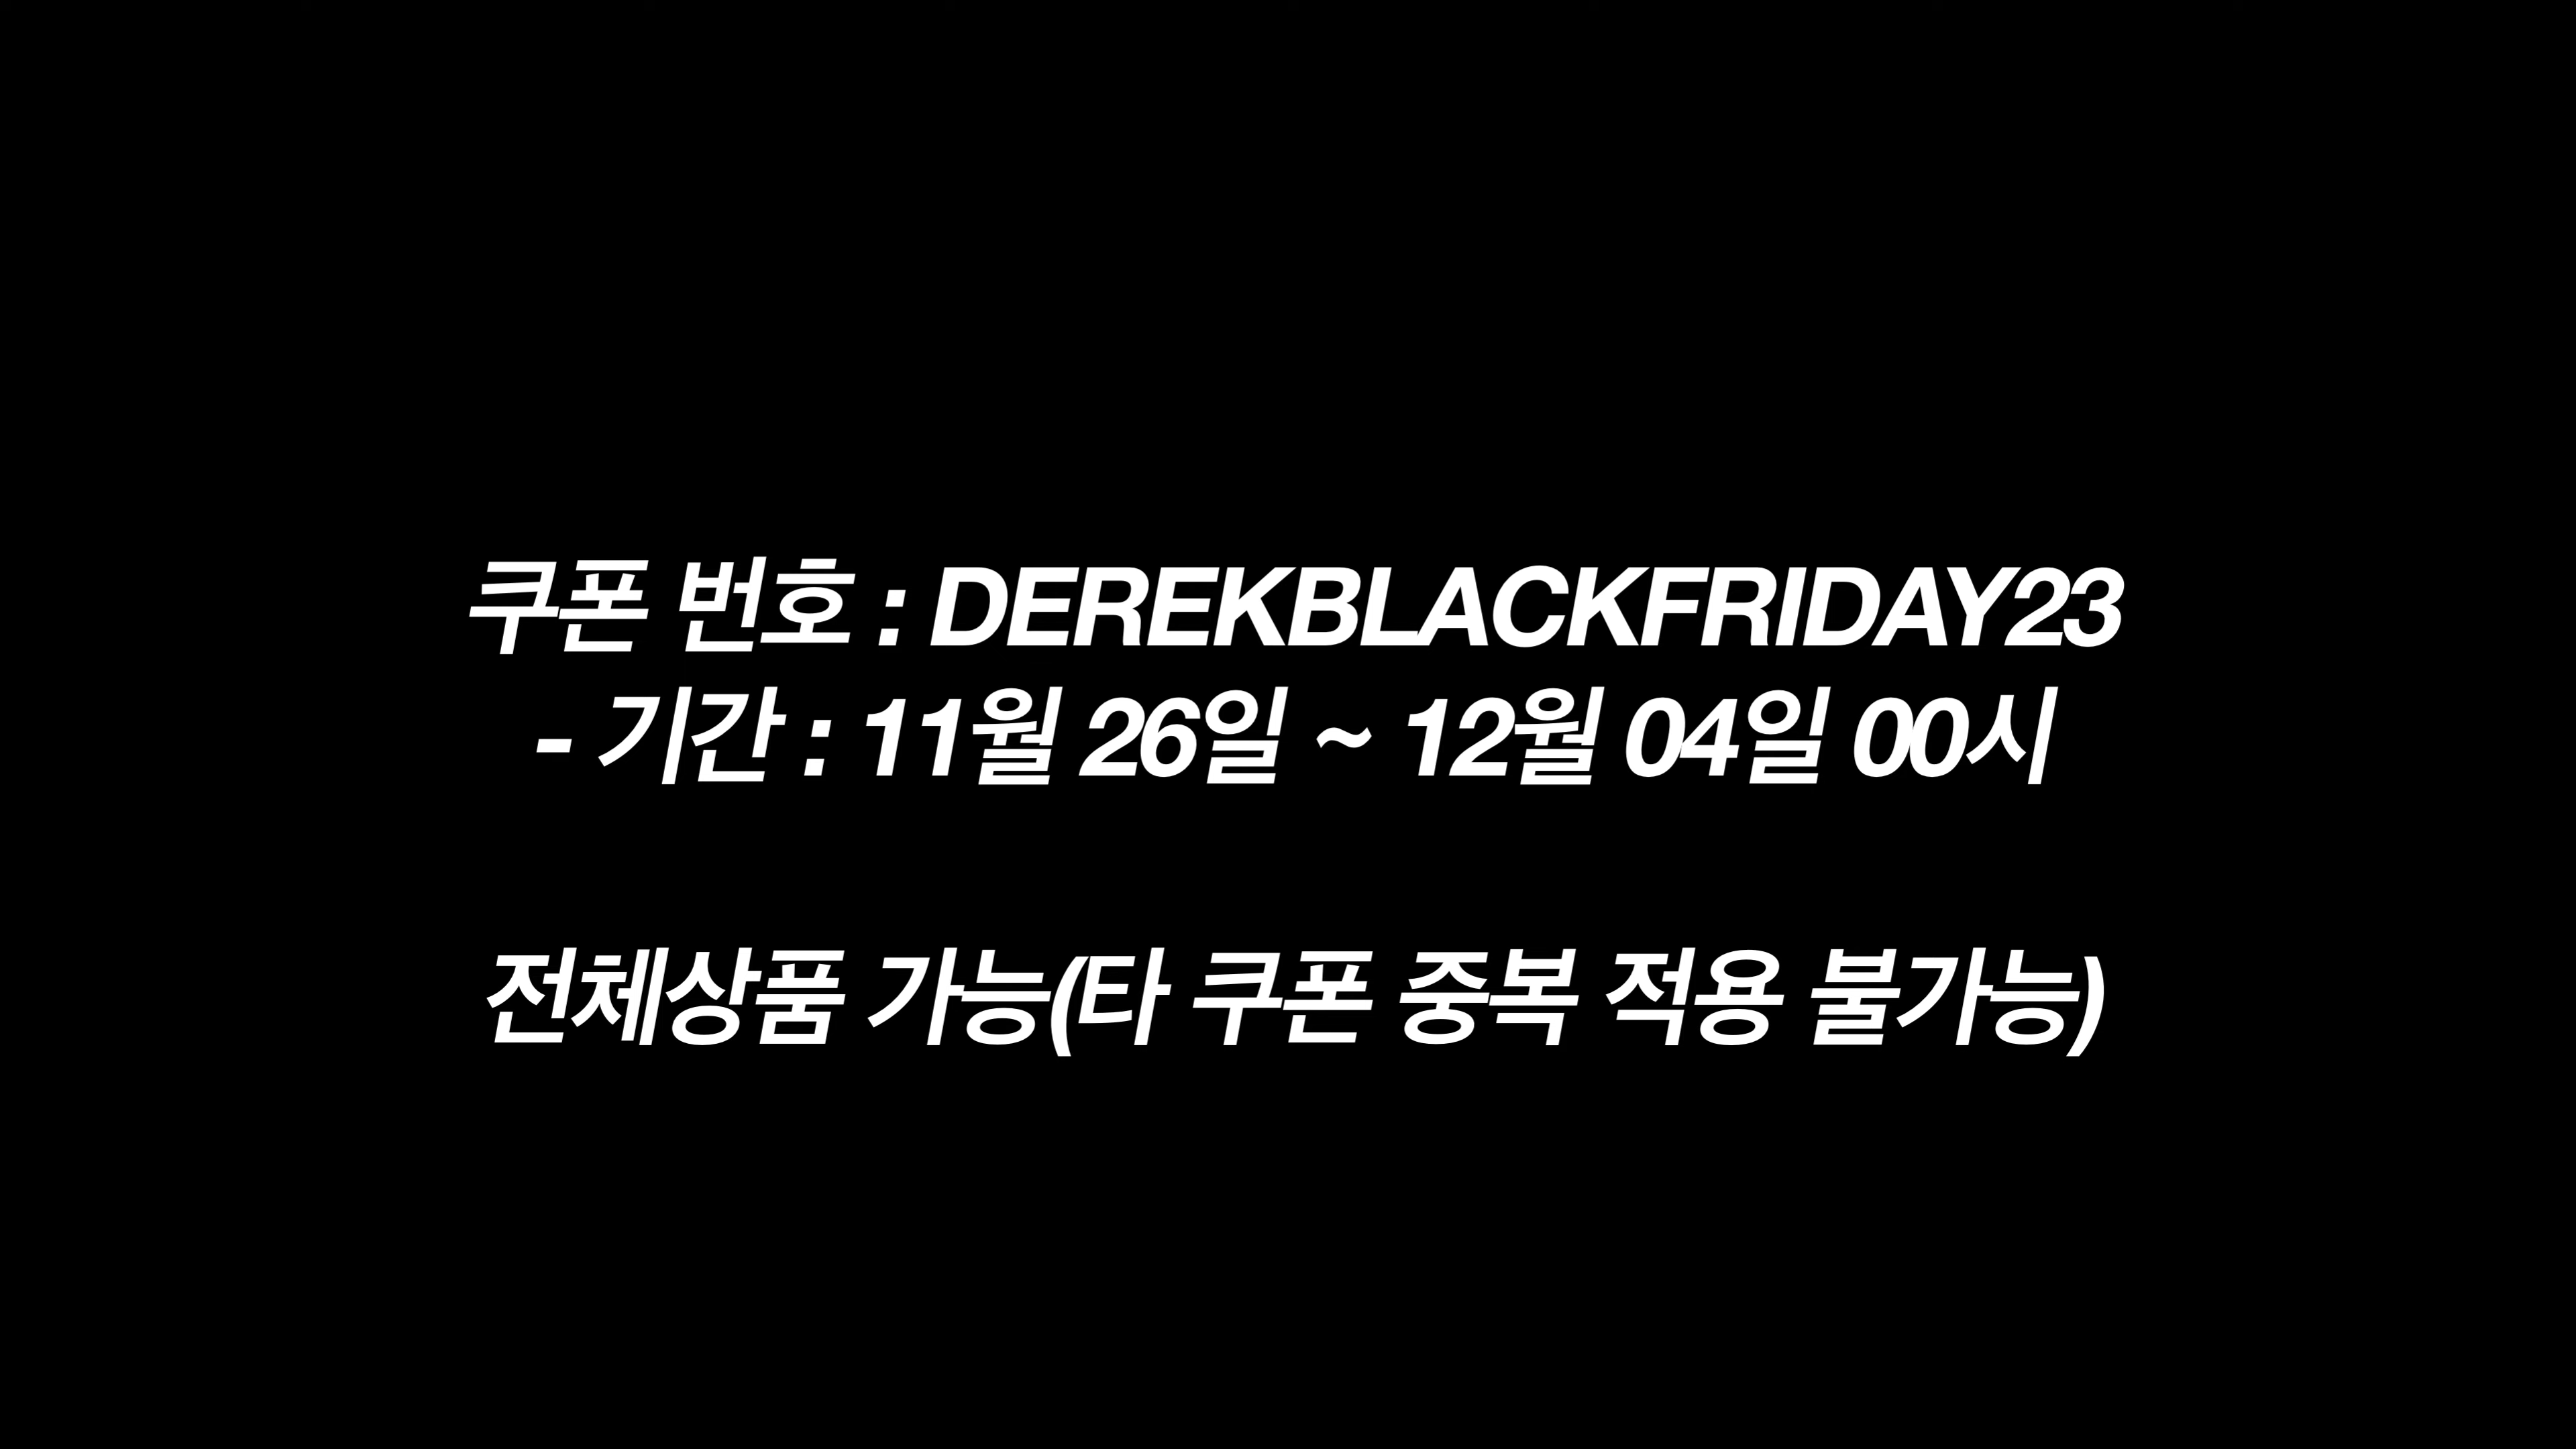 쿠폰 번호 : DEREKBLACKFRIDAY23
- 기간 : 11월 26일 ~ 12월 04일 00시
전체상품 가능(타 쿠폰 중복 적용 불가능)